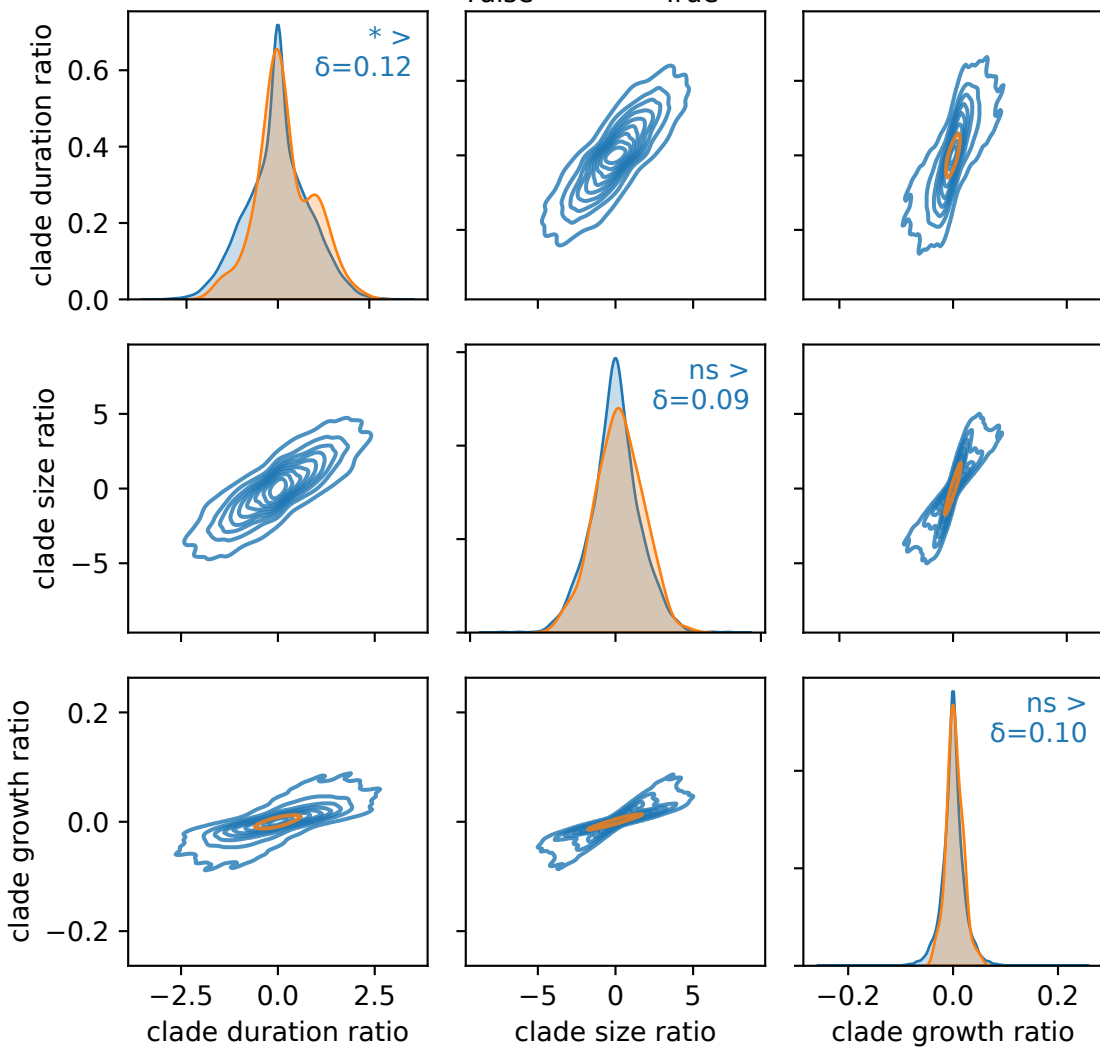 True
clade duration ratio
0.6
0.4
0.2
0.0
* >
δ=0.12
clade size ratio
5
0
−5
ns >
δ=0.09
clade growth ratio
0.2
0.0
−0.2
ns >
δ=0.10
−2.5 0.0 2.5
−5 0 5
−0.2 0.0 0.2
clade duration ratio
clade size ratio
clade growth ratio